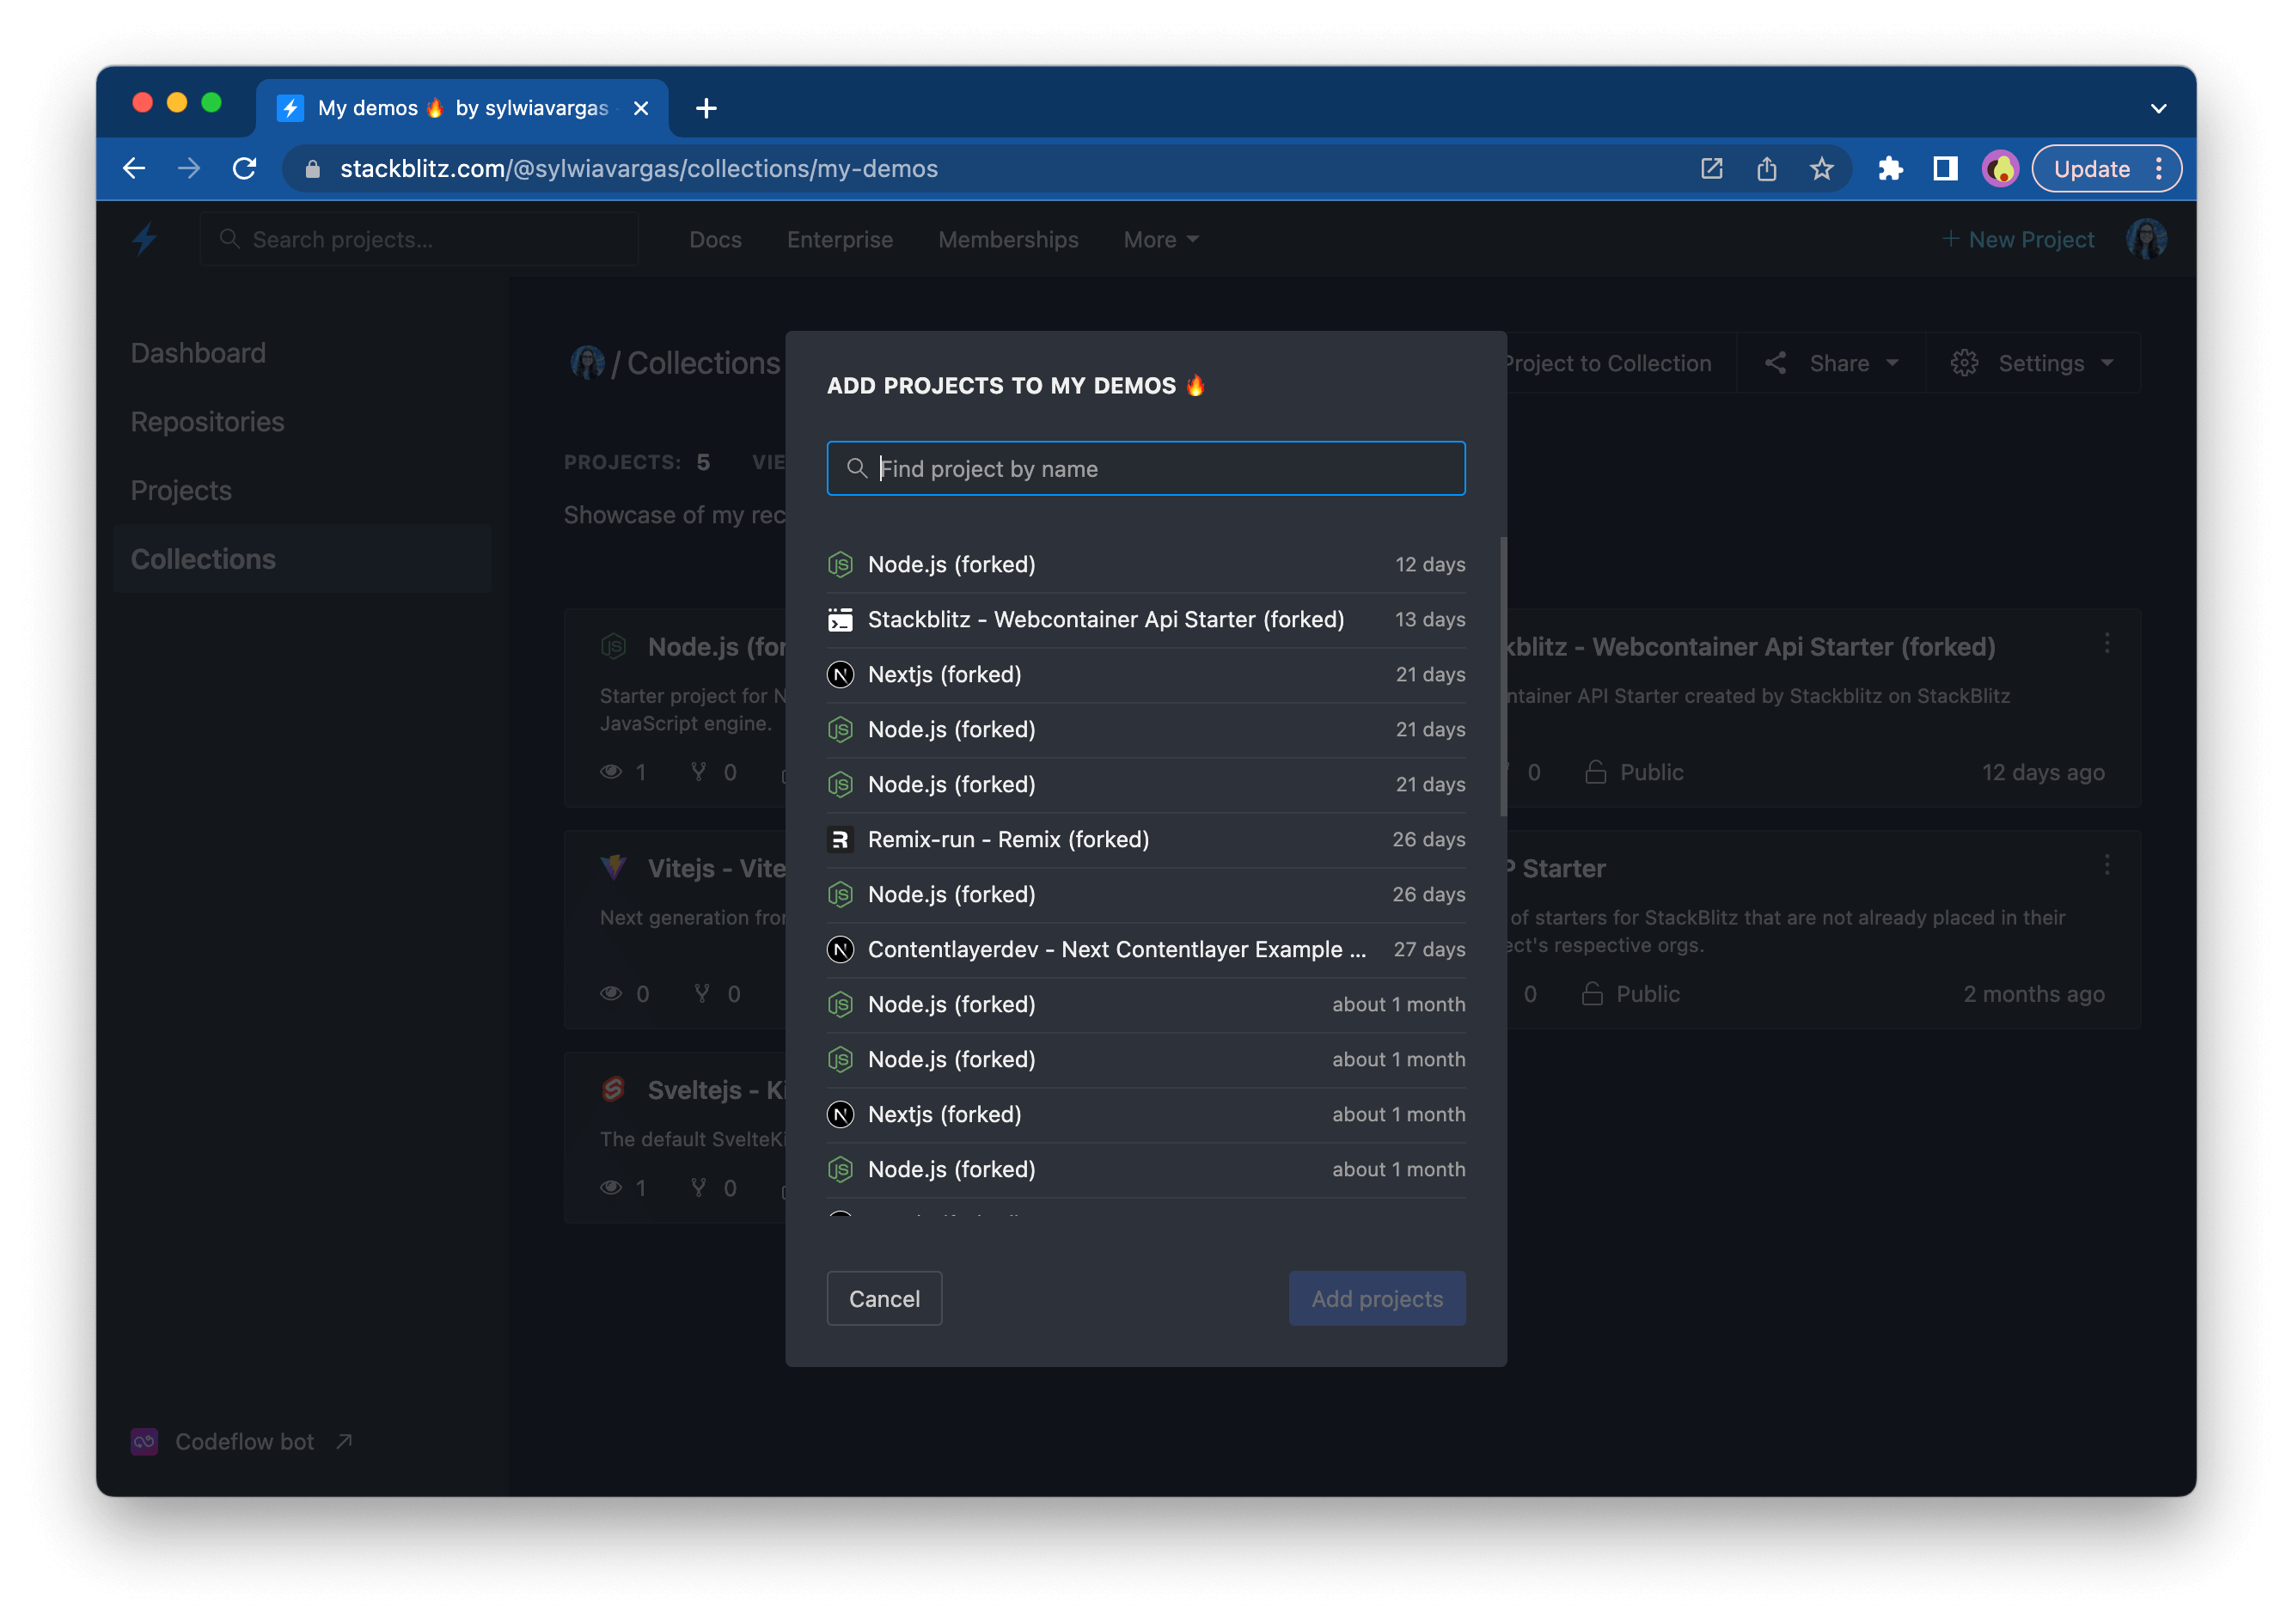 My demos 🔥 by sylwiavargas
stackblitz.com/@sylwiavargas/collections/my-demos
Update
Search projects...
Docs
Enterprise
Memberships
More
+ New Project
Dashboard
Repositories
Projects
Collections
Codeflow bot
/ Collections
Project to Collection
Share
Settings
PROJECTS: 5
VIE
Showcase of my rec
Node.js (for
Starter project for N
JavaScript engine.
1 0
kblitz - Webcontainer Api Starter (forked)
ntainer API Starter created by Stackblitz on StackBlitz
0 Public 12 days ago
Vitejs - Vite
Next generation fron
0 0
P Starter
of starters for StackBlitz that are not already placed in their
ect's respective orgs.
0 Public 2 months ago
Sveltejs - Ki
The default SvelteKi
1 0
ADD PROJECTS TO MY DEMOS 🔥
Find project by name
Node.js (forked) 12 days
Stackblitz - Webcontainer Api Starter (forked) 13 days
Nextjs (forked) 21 days
Node.js (forked) 21 days
Node.js (forked) 21 days
Remix-run - Remix (forked) 26 days
Node.js (forked) 26 days
Contentlayerdev - Next Contentlayer Example ... 27 days
Node.js (forked) about 1 month
Node.js (forked) about 1 month
Nextjs (forked) about 1 month
Node.js (forked) about 1 month
Cancel
Add projects